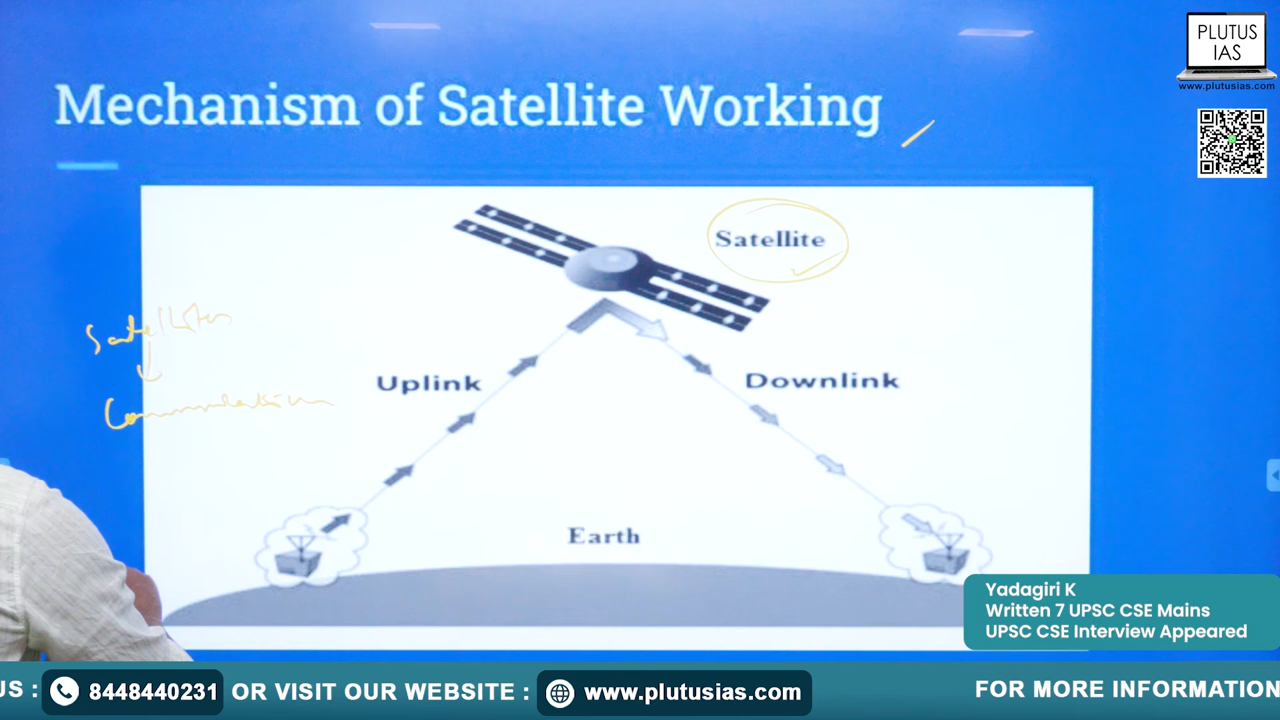 PLUTUS
IAS
www.plutusias.com
Mechanism of Satellite Working
Satellite
Satellites
Uplink
Downlink
Communication
Earth
Yadagiri K
Written 7 UPSC CSE Mains
UPSC CSE Interview Appeared
US : 8448440231 OR VISIT OUR WEBSITE : www.plutusias.com FOR MORE INFORMATION